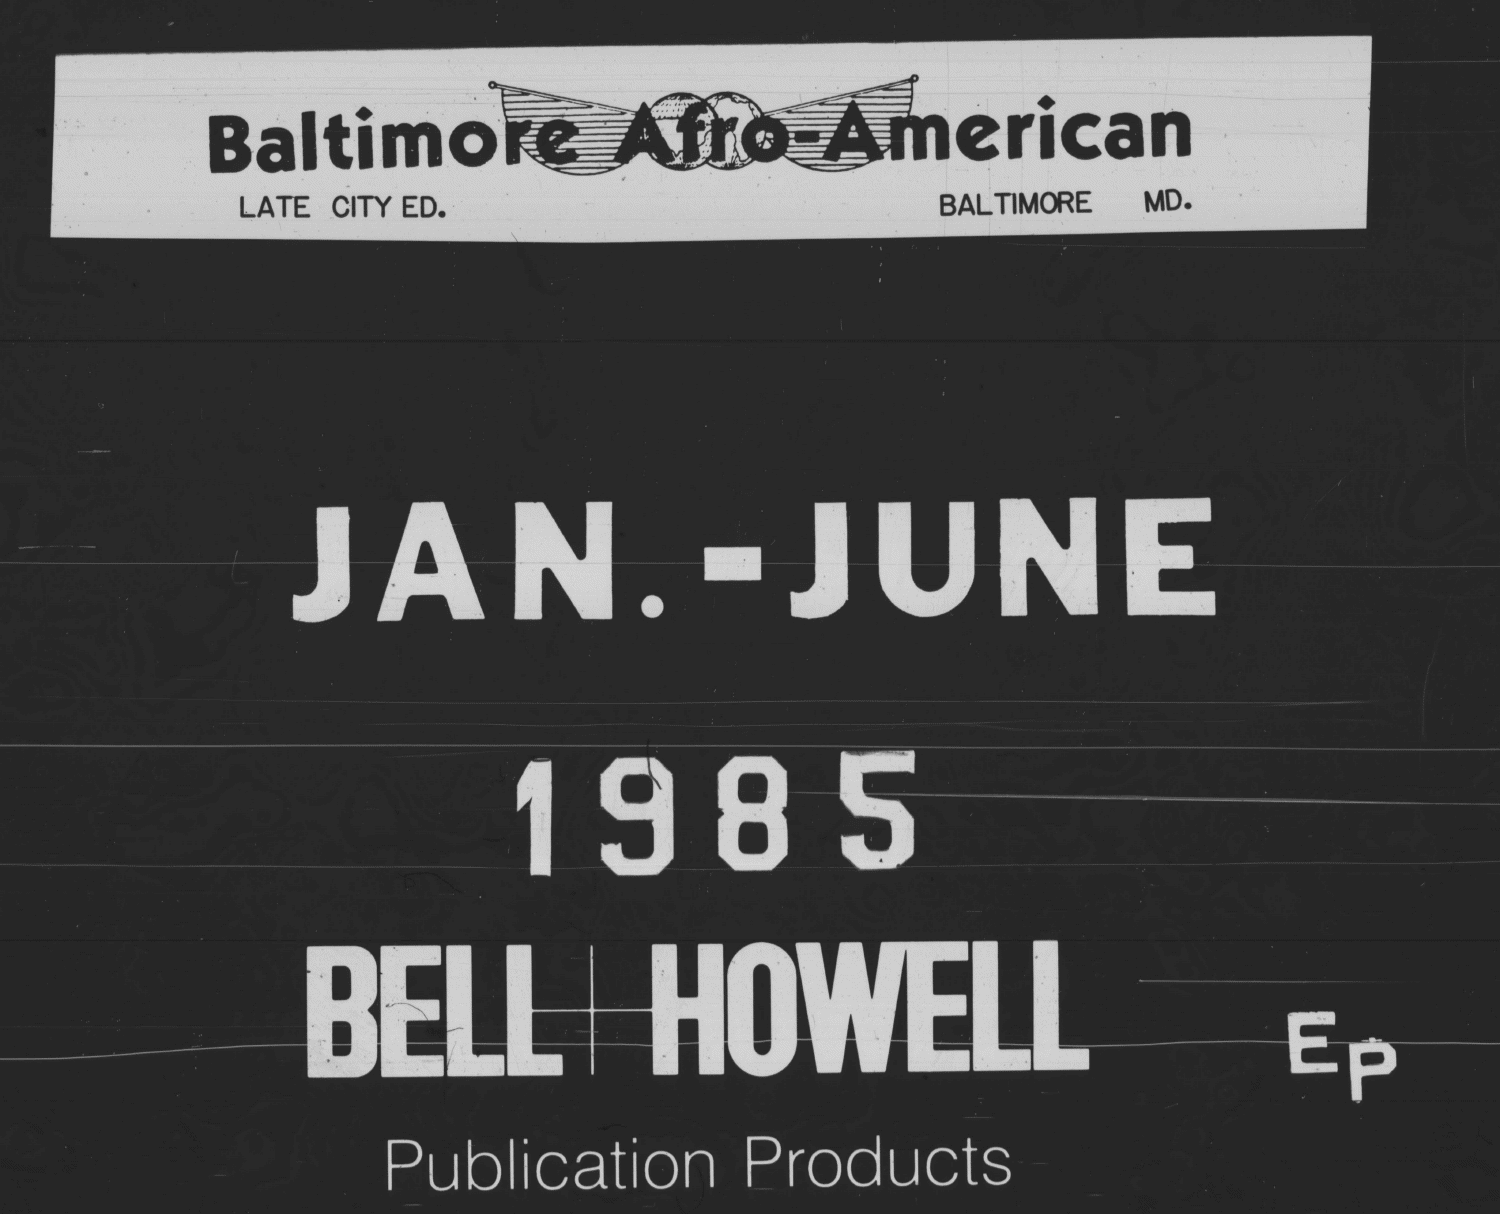 Baltimore Afro-American
LATE CITY ED. BALTIMORE MD.
JAN.-JUNE
1985
BELL+HOWELL
EP
Publication Products